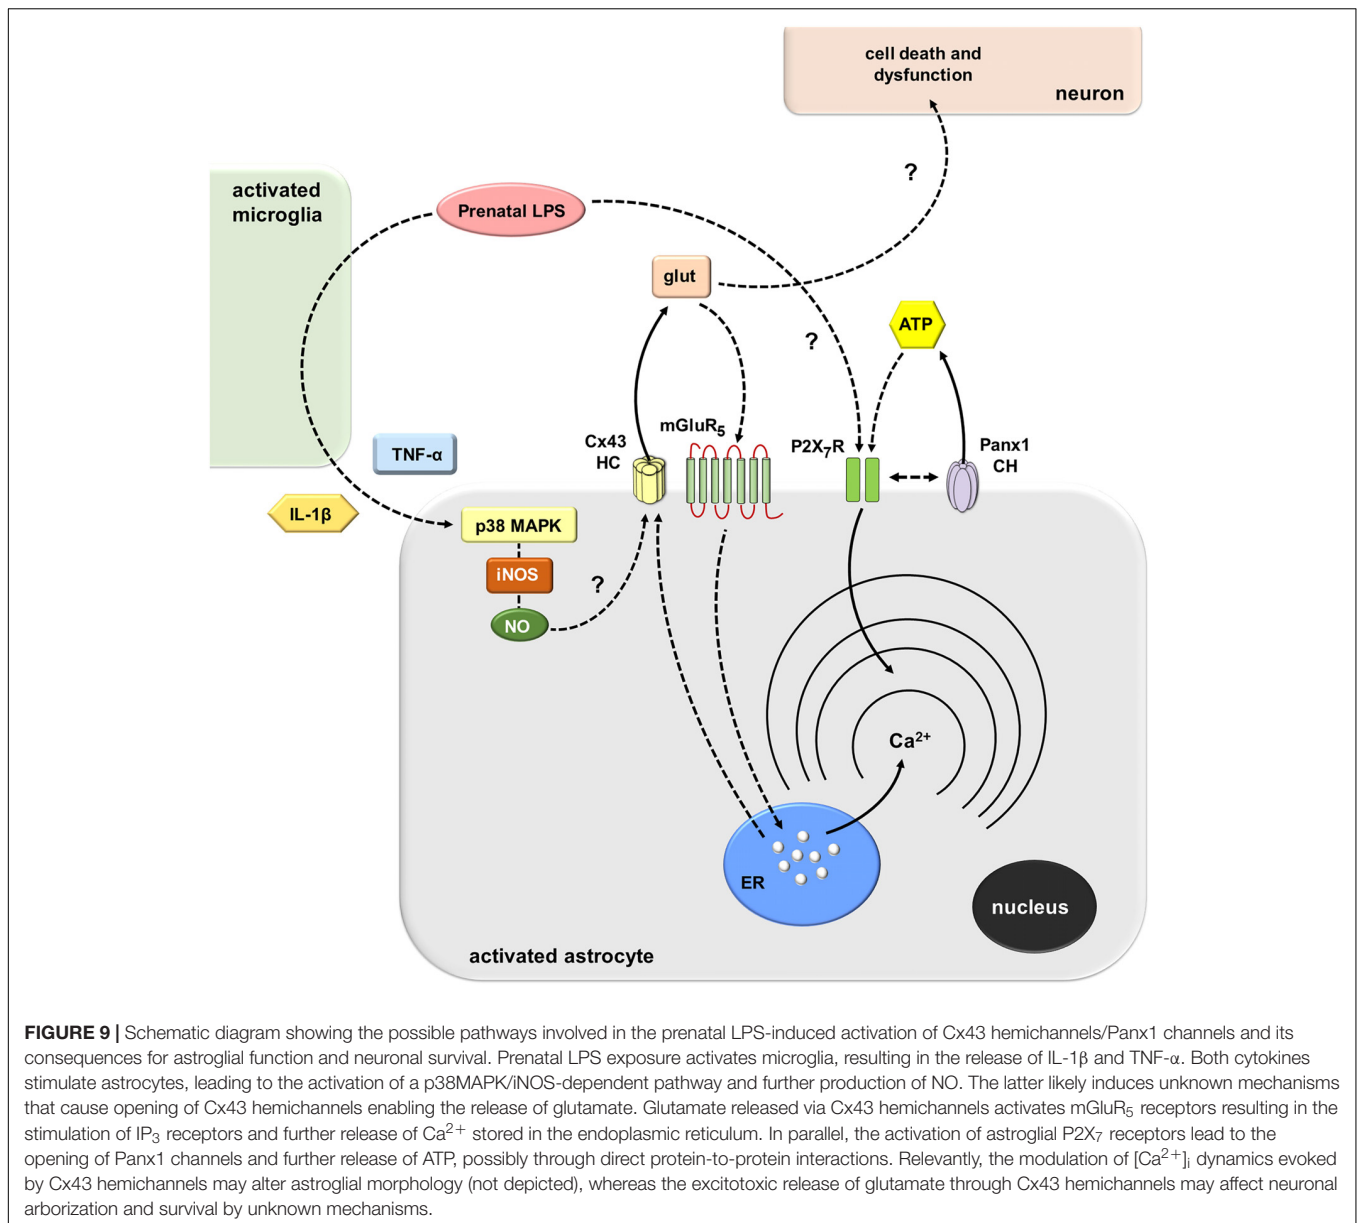 cell death and
dysfunction
neuron
activated
microglia
Prenatal LPS
?
glut
?
ATP
TNF-α
Cx43
HC
mGluR₅
P2X₇R
Panx1
CH
IL-1β
p38 MAPK
iNOS
?
NO
Ca²⁺
ER
nucleus
activated astrocyte
FIGURE 9 | Schematic diagram showing the possible pathways involved in the prenatal LPS-induced activation of Cx43 hemichannels/Panx1 channels and its
consequences for astroglial function and neuronal survival. Prenatal LPS exposure activates microglia, resulting in the release of IL-1β and TNF-α. Both cytokines
stimulate astrocytes, leading to the activation of a p38MAPK/iNOS-dependent pathway and further production of NO. The latter likely induces unknown mechanisms
that cause opening of Cx43 hemichannels enabling the release of glutamate. Glutamate released via Cx43 hemichannels activates mGluR₅ receptors resulting in the
stimulation of IP₃ receptors and further release of Ca²⁺ stored in the endoplasmic reticulum. In parallel, the activation of astroglial P2X₇ receptors lead to the
opening of Panx1 channels and further release of ATP, possibly through direct protein-to-protein interactions. Relevantly, the modulation of [Ca²⁺]ᵢ dynamics evoked
by Cx43 hemichannels may alter astroglial morphology (not depicted), whereas the excitotoxic release of glutamate through Cx43 hemichannels may affect neuronal
arborization and survival by unknown mechanisms.